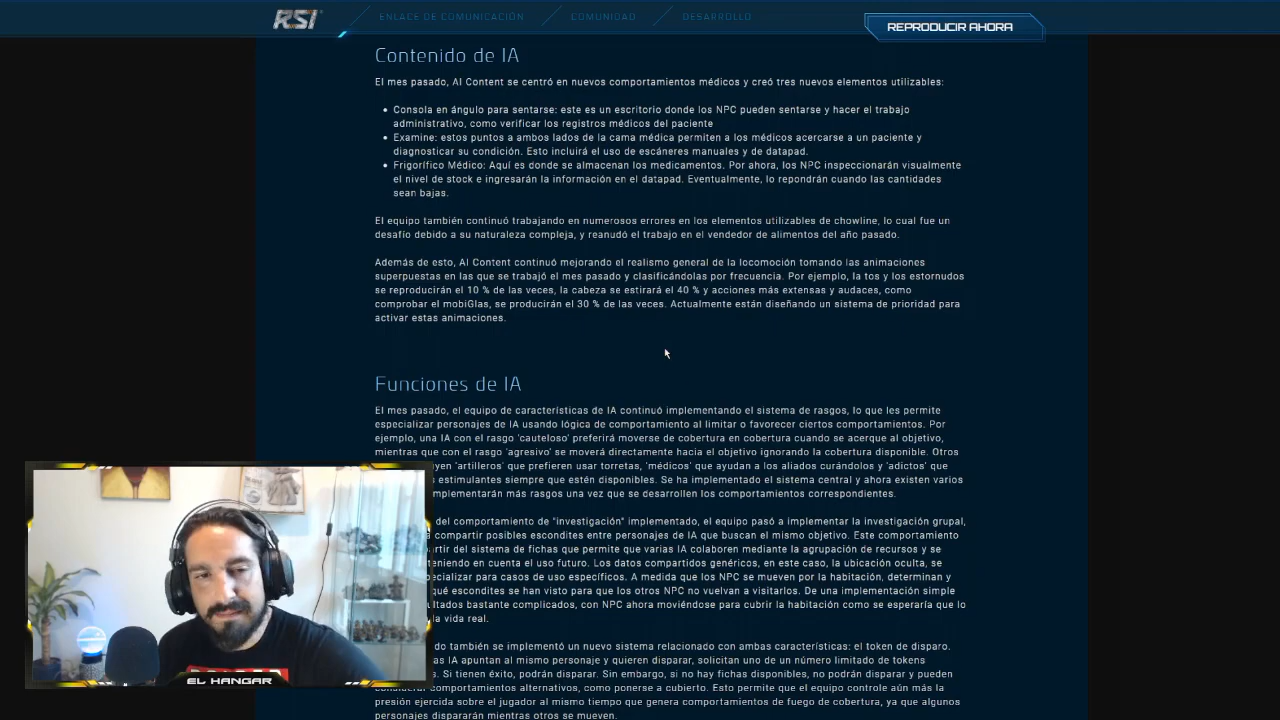 RSI
ENLACE DE COMUNICACIÓN
COMUNIDAD
DESARROLLO
REPRODUCIR AHORA
Contenido de IA
El mes pasado, AI Content se centró en nuevos comportamientos médicos y creó tres nuevos elementos utilizables:
Consola en ángulo para sentarse: este es un escritorio donde los NPC pueden sentarse y hacer el trabajo
administrativo, como verificar los registros médicos del paciente
Examine: estos puntos a ambos lados de la cama médica permiten a los médicos acercarse a un paciente y
diagnosticar su condición. Esto incluirá el uso de escáneres manuales y de datapad.
Frigorífico Médico: Aquí es donde se almacenan los medicamentos. Por ahora, los NPC inspeccionarán visualmente
el nivel de stock e ingresarán la información en el datapad. Eventualmente, lo repondrán cuando las cantidades
sean bajas.
El equipo también continuó trabajando en numerosos errores en los elementos utilizables de chowline, lo cual fue un
desafío debido a su naturaleza compleja, y reanudó el trabajo en el vendedor de alimentos del año pasado.
Además de esto, AI Content continuó mejorando el realismo general de la locomoción tomando las animaciones
superpuestas en las que se trabajó el mes pasado y clasificándolas por frecuencia. Por ejemplo, la tos y los estornudos
se reproducirán el 10 % de las veces, la cabeza se estirará el 40 % y acciones más extensas y audaces, como
comprobar el mobiGlas, se producirán el 30 % de las veces. Actualmente están diseñando un sistema de prioridad para
activar estas animaciones.
Funciones de IA
El mes pasado, el equipo de características de IA continuó implementando el sistema de rasgos, lo que les permite
especializar personajes de IA usando lógica de comportamiento al limitar o favorecer ciertos comportamientos. Por
ejemplo, una IA con el rasgo 'cauteloso' preferirá moverse de cobertura en cobertura cuando se acerque al objetivo,
mientras que con el rasgo 'agresivo' se moverá directamente hacia el objetivo ignorando la cobertura disponible. Otros
yen 'artilleros' que prefieren usar torretas, 'médicos' que ayudan a los aliados curándolos y 'adictos' que
estimulantes siempre que estén disponibles. Se ha implementado el sistema central y ahora existen varios
mplementarán más rasgos una vez que se desarrollen los comportamientos correspondientes.
del comportamiento de "investigación" implementado, el equipo pasó a implementar la investigación grupal,
compartir posibles escondites entre personajes de IA que buscan el mismo objetivo. Este comportamiento
artir del sistema de fichas que permite que varias IA colaboren mediante la agrupación de recursos y se
teniendo en cuenta el uso futuro. Los datos compartidos genéricos, en este caso, la ubicación oculta, se
pecializar para casos de uso específicos. A medida que los NPC se mueven por la habitación, determinan y
qué escondites se han visto para que los otros NPC no vuelvan a visitarlos. De una implementación simple
ultados bastante complicados, con NPC ahora moviéndose para cubrir la habitación como se esperaría que lo
la vida real.
do también se implementó un nuevo sistema relacionado con ambas características: el token de disparo.
as IA apuntan al mismo personaje y quieren disparar, solicitan uno de un número limitado de tokens
Si tienen éxito, podrán disparar. Sin embargo, si no hay fichas disponibles, no podrán disparar y pueden
considerar comportamientos alternativos, como ponerse a cubierto. Esto permite que el equipo controle aún más la
presión ejercida sobre el jugador al mismo tiempo que genera comportamientos de fuego de cobertura, ya que algunos
personajes dispararán mientras otros se mueven.
EL HANGAR